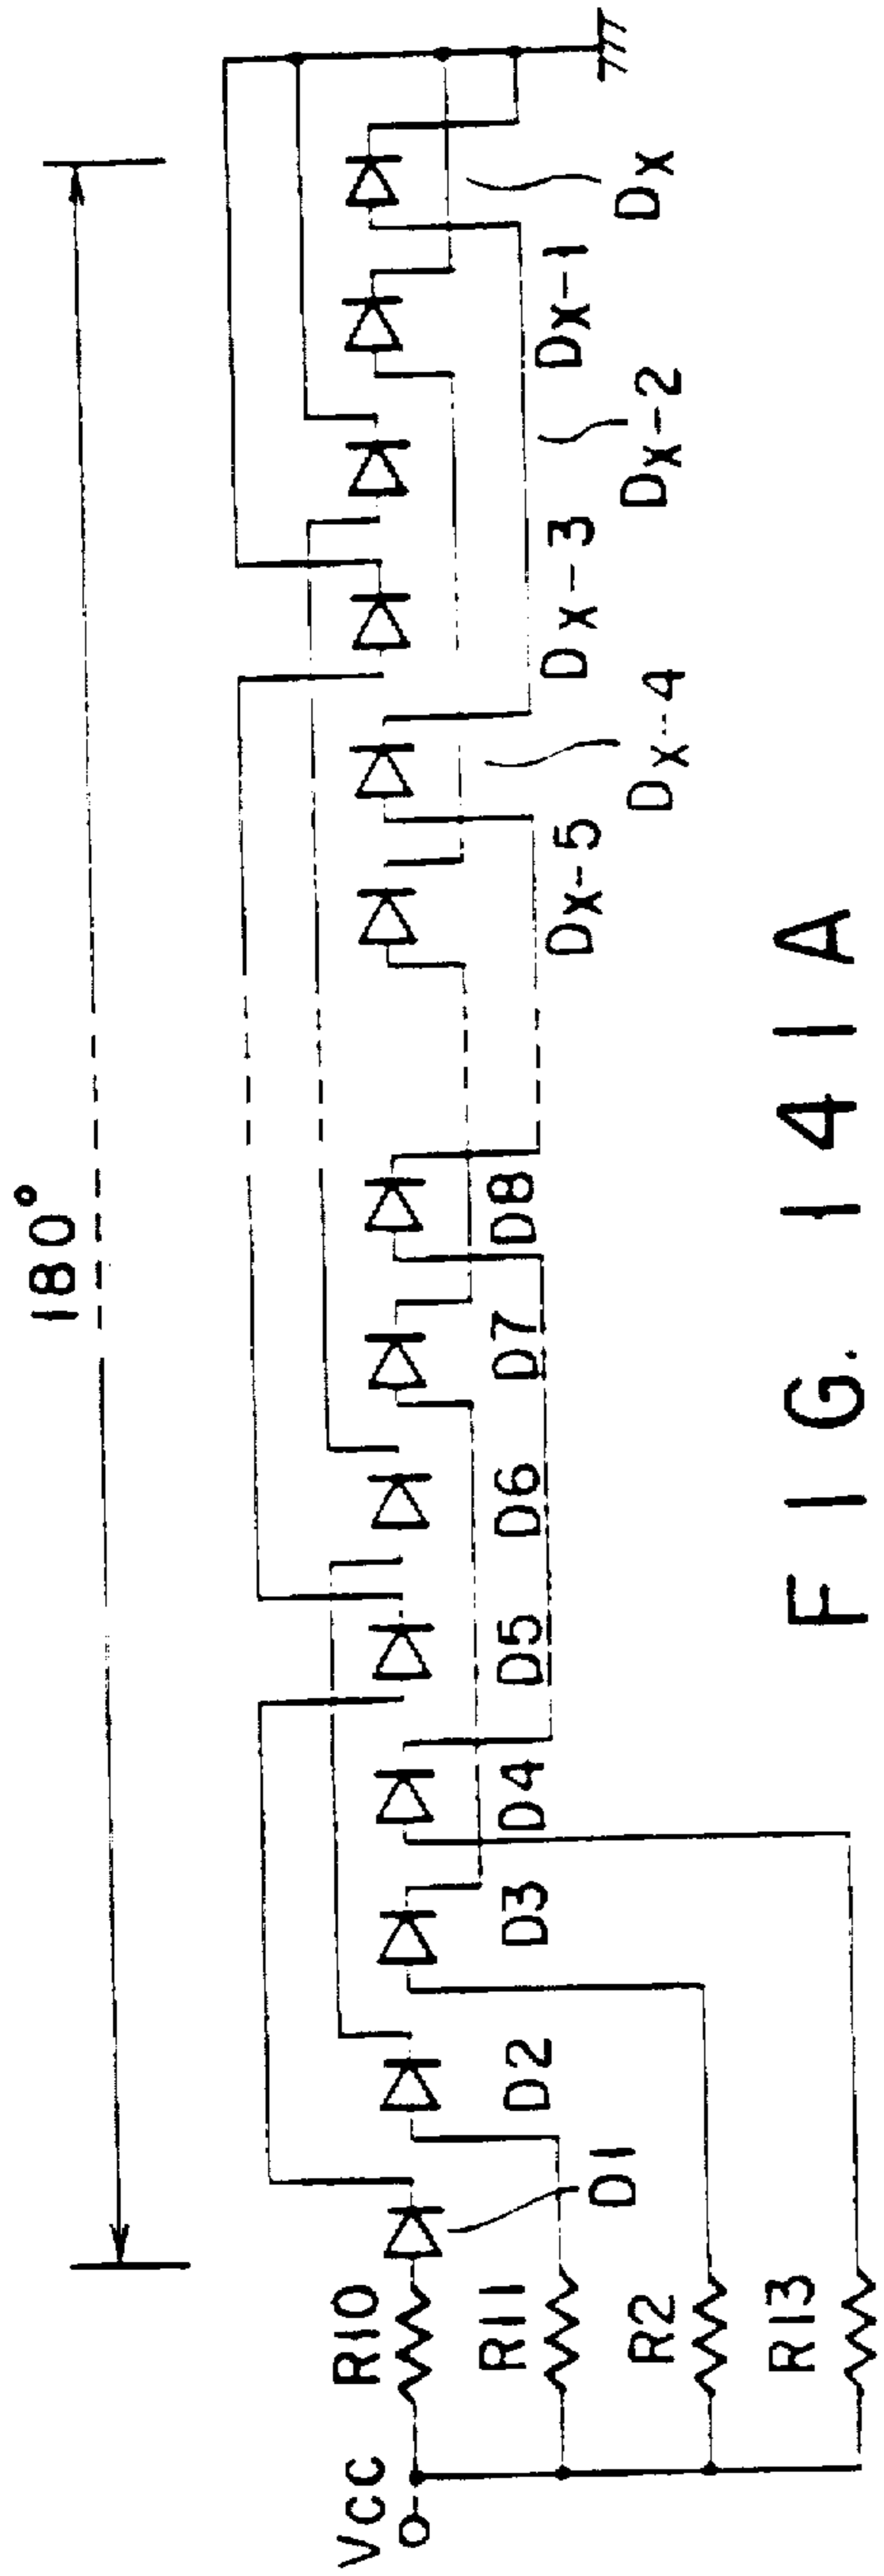 180°
Vcc
R10
R11
R2
R13
D1
D2
D3
D4
D5
D6
D7
D8
Dx-5
Dx-4
Dx-3
Dx-2
Dx-1
Dx
FIG. 141A